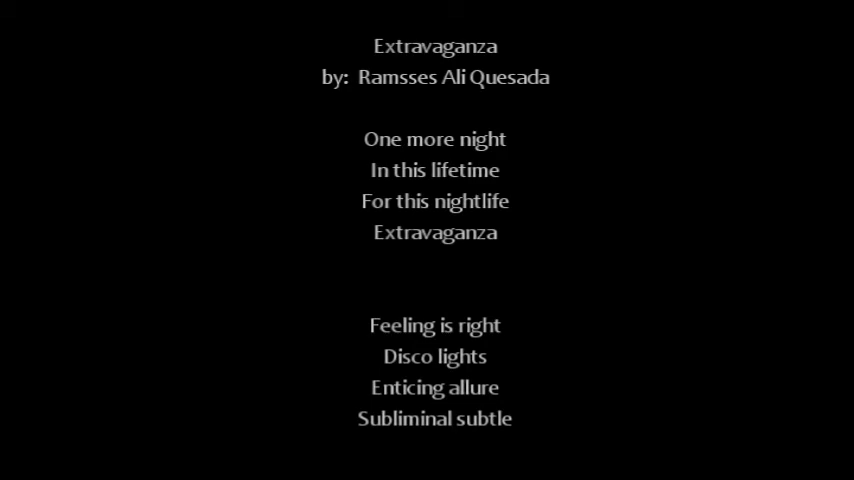 Extravaganza
by:  Ramsses Ali Quesada
One more night
In this lifetime
For this nightlife
Extravaganza
Feeling is right
Disco lights
Enticing allure
Subliminal subtle